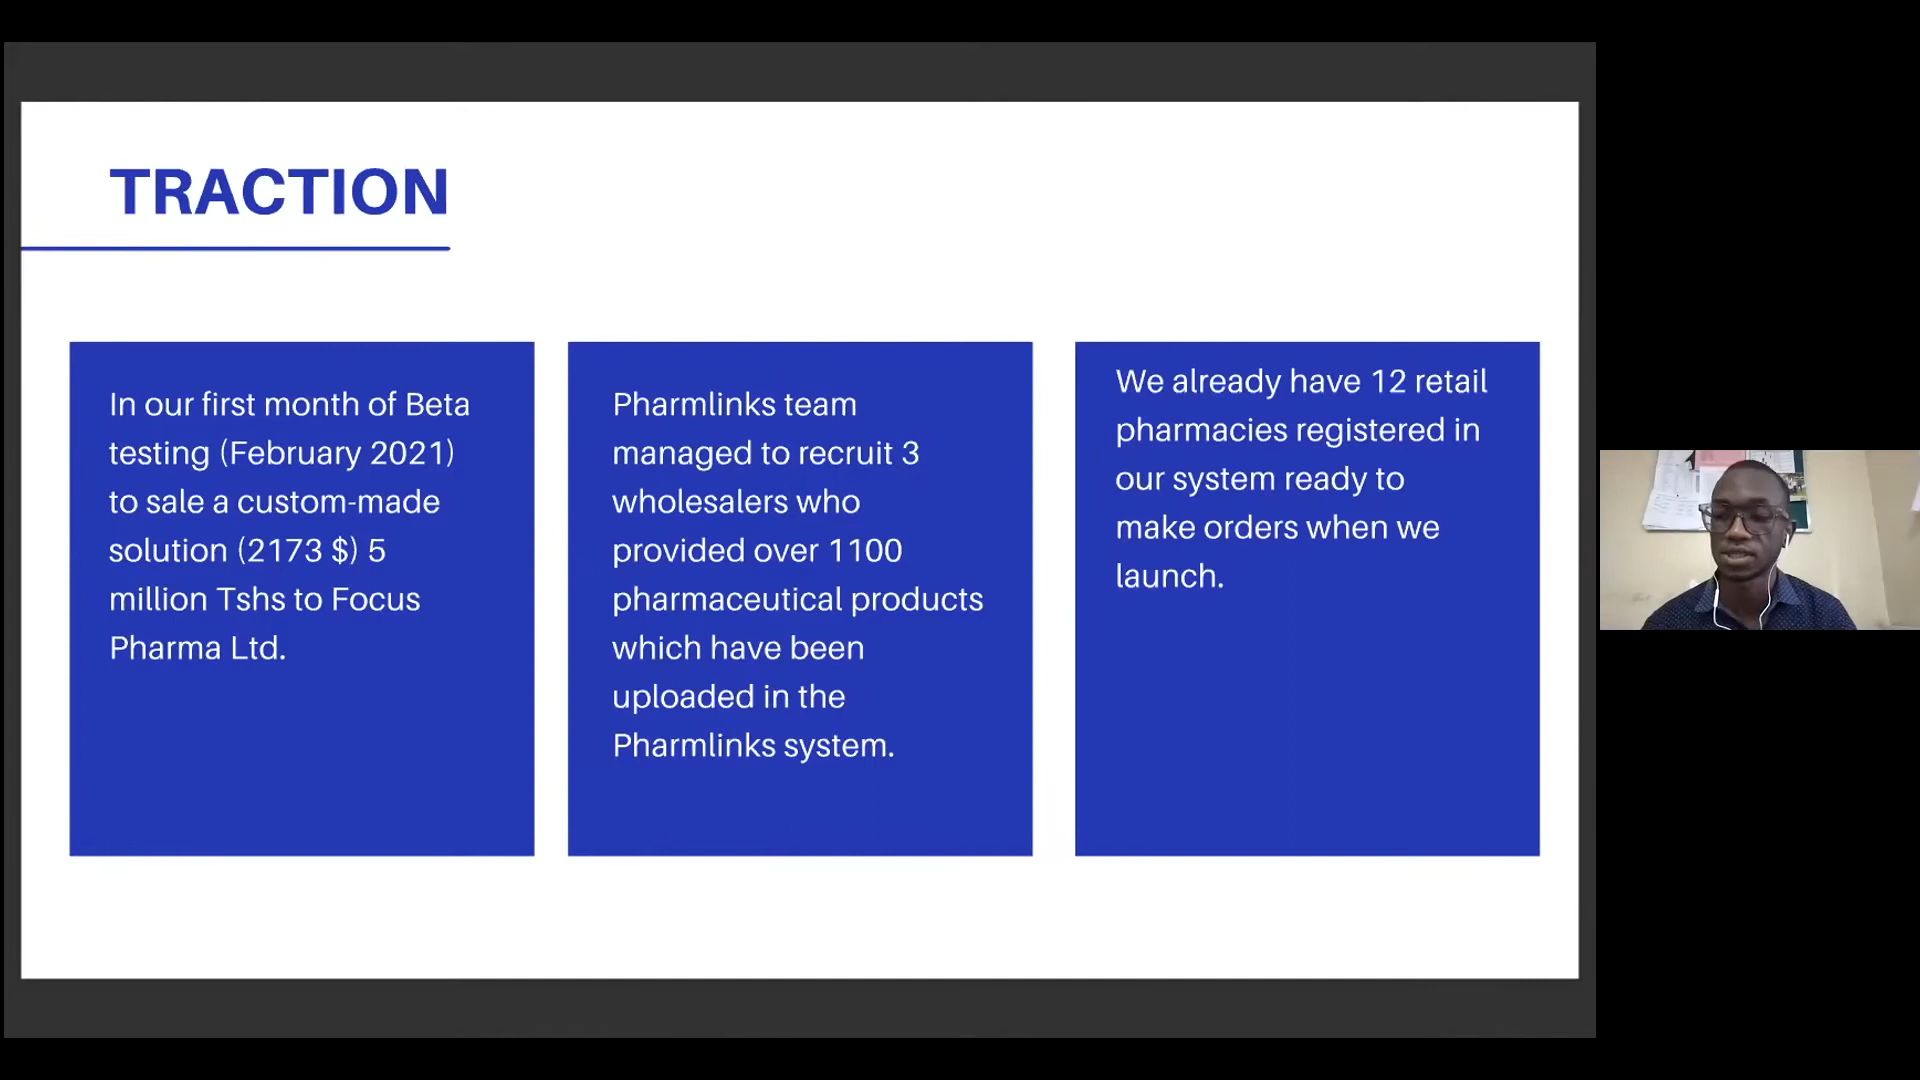 TRACTION
In our first month of Beta
testing (February 2021)
to sale a custom-made
solution (2173 $) 5
million Tshs to Focus
Pharma Ltd.
Pharmlinks team
managed to recruit 3
wholesalers who
provided over 1100
pharmaceutical products
which have been
uploaded in the
Pharmlinks system.
We already have 12 retail
pharmacies registered in
our system ready to
make orders when we
launch.